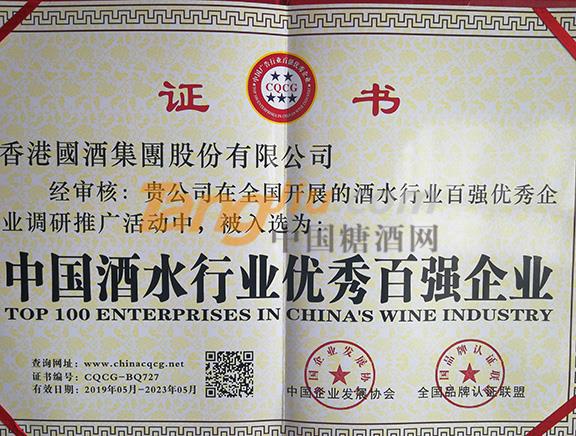 证 书
CQCG
香港國酒集團股份有限公司
经审核：贵公司在全国开展的酒水行业百强优秀企
业调研推广活动中，被入选为：
中国糖酒网
中国酒水行业优秀百强企业
TOP 100 ENTERPRISES IN CHINA'S WINE INDUSTRY
查询网址：www.chinacqcg.net
证书编号：CQCG-BQ727
有效日期：2019年05月-2023年05月
中国企业发展协会
全国品牌认证联盟